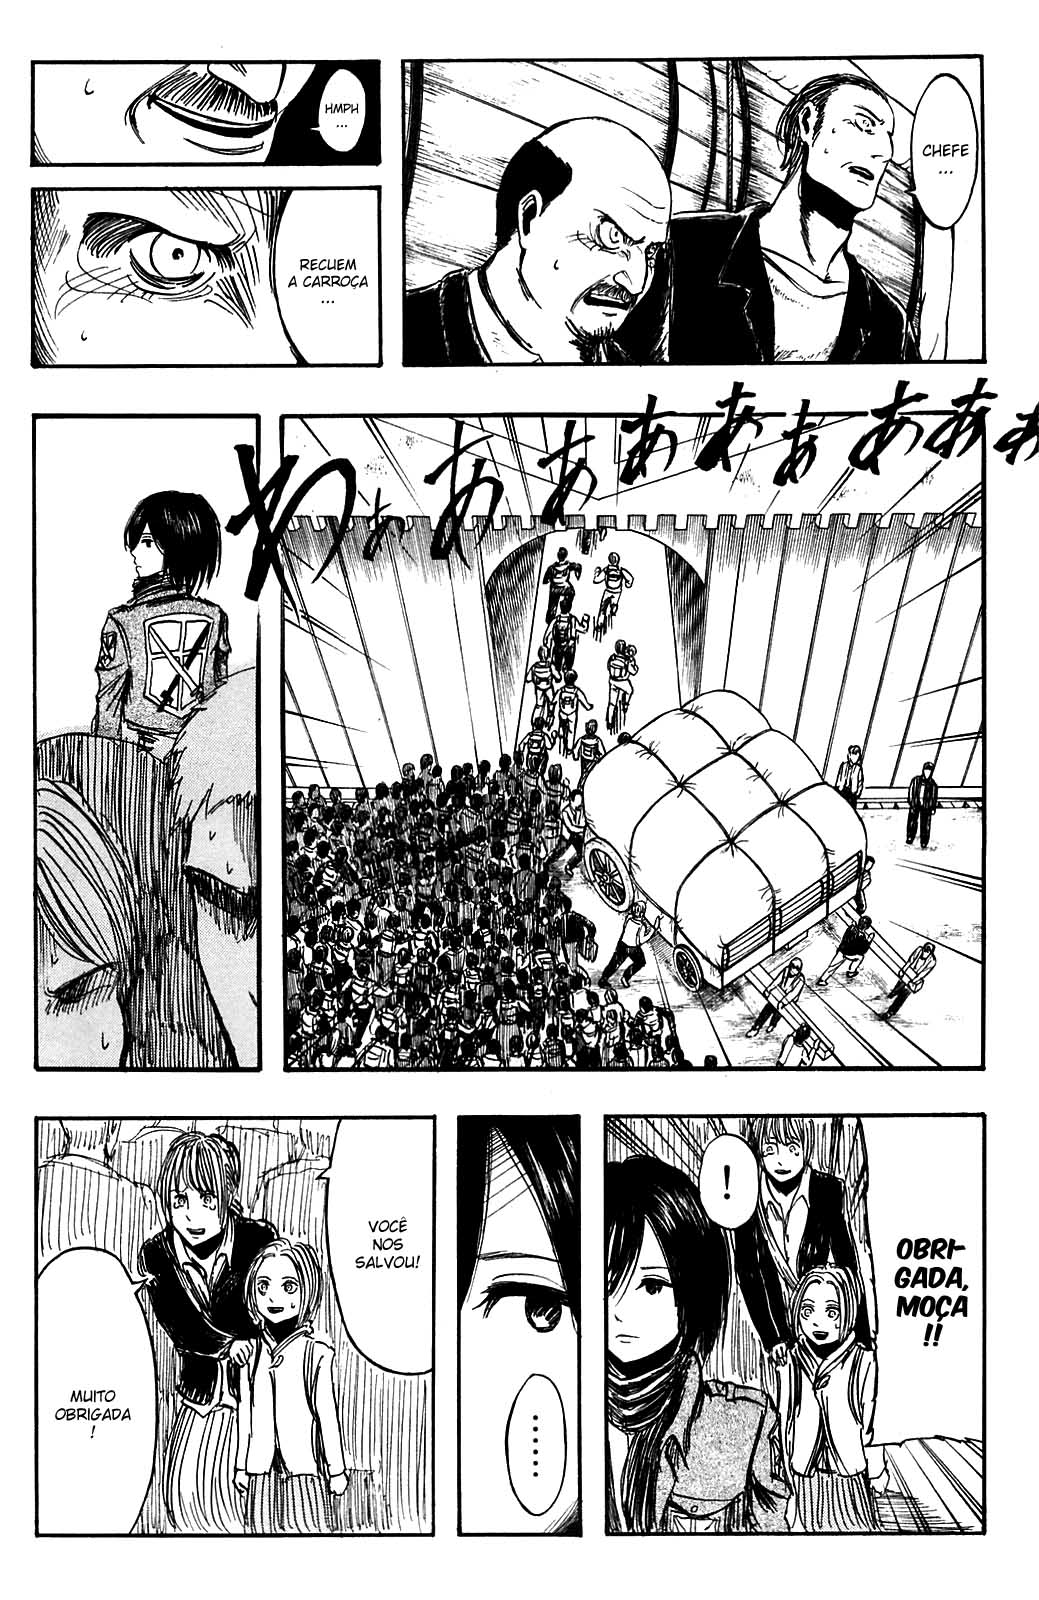 CHEFE
...
HMPH
...
RECUEM
A CARROÇA
...
わぁあああああああ
!
OBRI-
GADA,
MOÇA
!!
......
VOCÊ
NOS
SALVOU!
MUITO
OBRIGADA
!